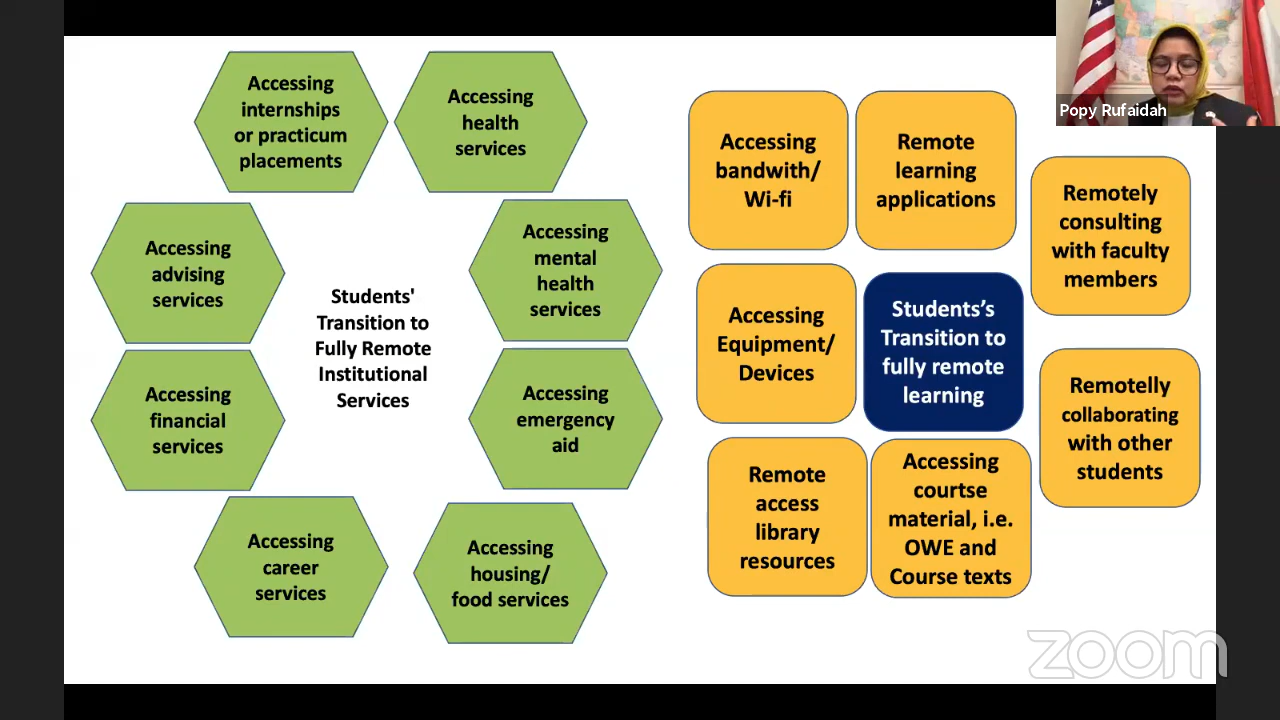 Accessing
internships
or practicum
placements
Accessing
health
services
Accessing
advising
services
Accessing
mental
health
services
Students'
Transition to
Fully Remote
Institutional
Services
Accessing
financial
services
Accessing
emergency
aid
Accessing
career
services
Accessing
housing/
food services
Accessing
bandwith/
Wi-fi
Remote
learning
applications
Remotely
consulting
with faculty
members
Accessing
Equipment/
Devices
Students’s
Transition to
fully remote
learning
Remotelly
collaborating
with other
students
Remote
access
library
resources
Accessing
courtse
material, i.e.
OWE and
Course texts
Popy Rufaidah
zoom